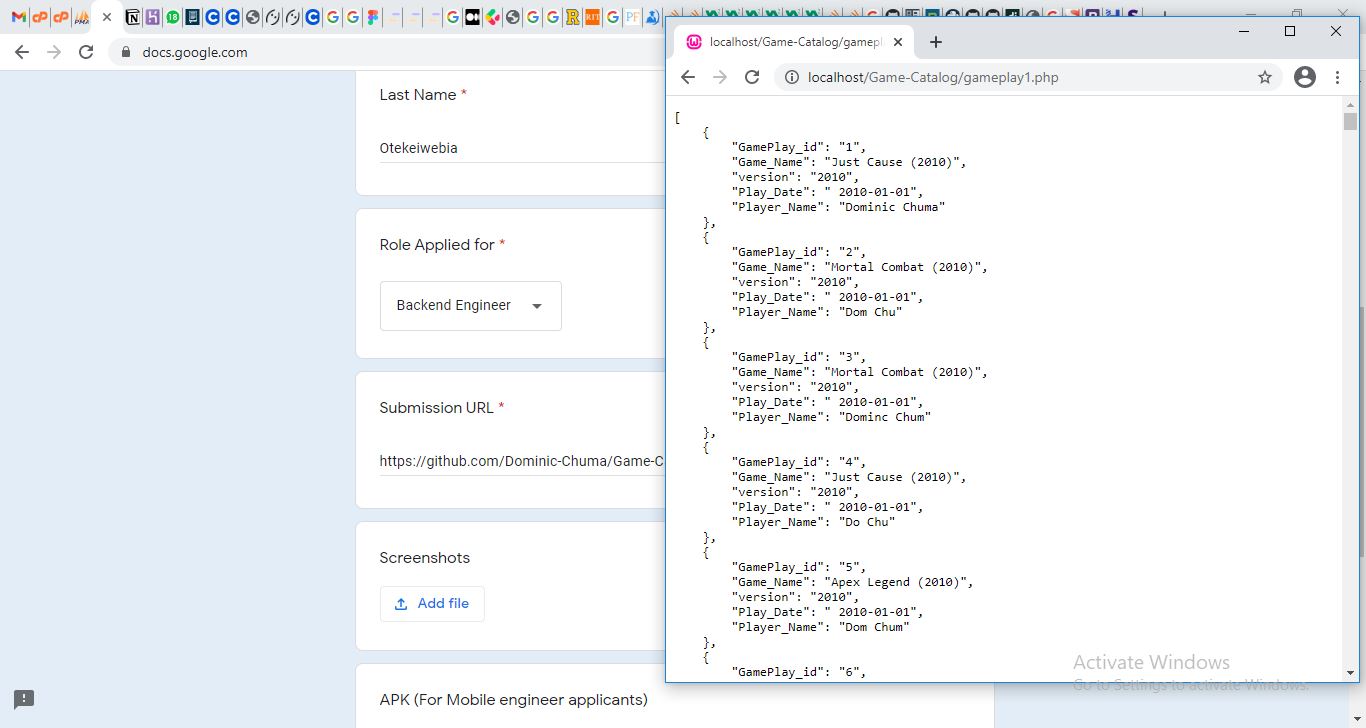 docs.google.com
Last Name *
Otekeiwebia
Role Applied for *
Backend Engineer
Submission URL *
https://github.com/Dominic-Chuma/Game-C
Screenshots
Add file
APK (For Mobile engineer applicants)
localhost/Game-Catalog/gamepl
localhost/Game-Catalog/gameplay1.php
[
{
"GamePlay_id": "1",
"Game_Name": "Just Cause (2010)",
"version": "2010",
"Play_Date": " 2010-01-01",
"Player_Name": "Dominic Chuma"
},
{
"GamePlay_id": "2",
"Game_Name": "Mortal Combat (2010)",
"version": "2010",
"Play_Date": " 2010-01-01",
"Player_Name": "Dom Chu"
},
{
"GamePlay_id": "3",
"Game_Name": "Mortal Combat (2010)",
"version": "2010",
"Play_Date": " 2010-01-01",
"Player_Name": "Dominc Chum"
},
{
"GamePlay_id": "4",
"Game_Name": "Just Cause (2010)",
"version": "2010",
"Play_Date": " 2010-01-01",
"Player_Name": "Do Chu"
},
{
"GamePlay_id": "5",
"Game_Name": "Apex Legend (2010)",
"version": "2010",
"Play_Date": " 2010-01-01",
"Player_Name": "Dom Chum"
},
{
"GamePlay_id": "6",
Activate Windows
Go to Settings to activate Windows.